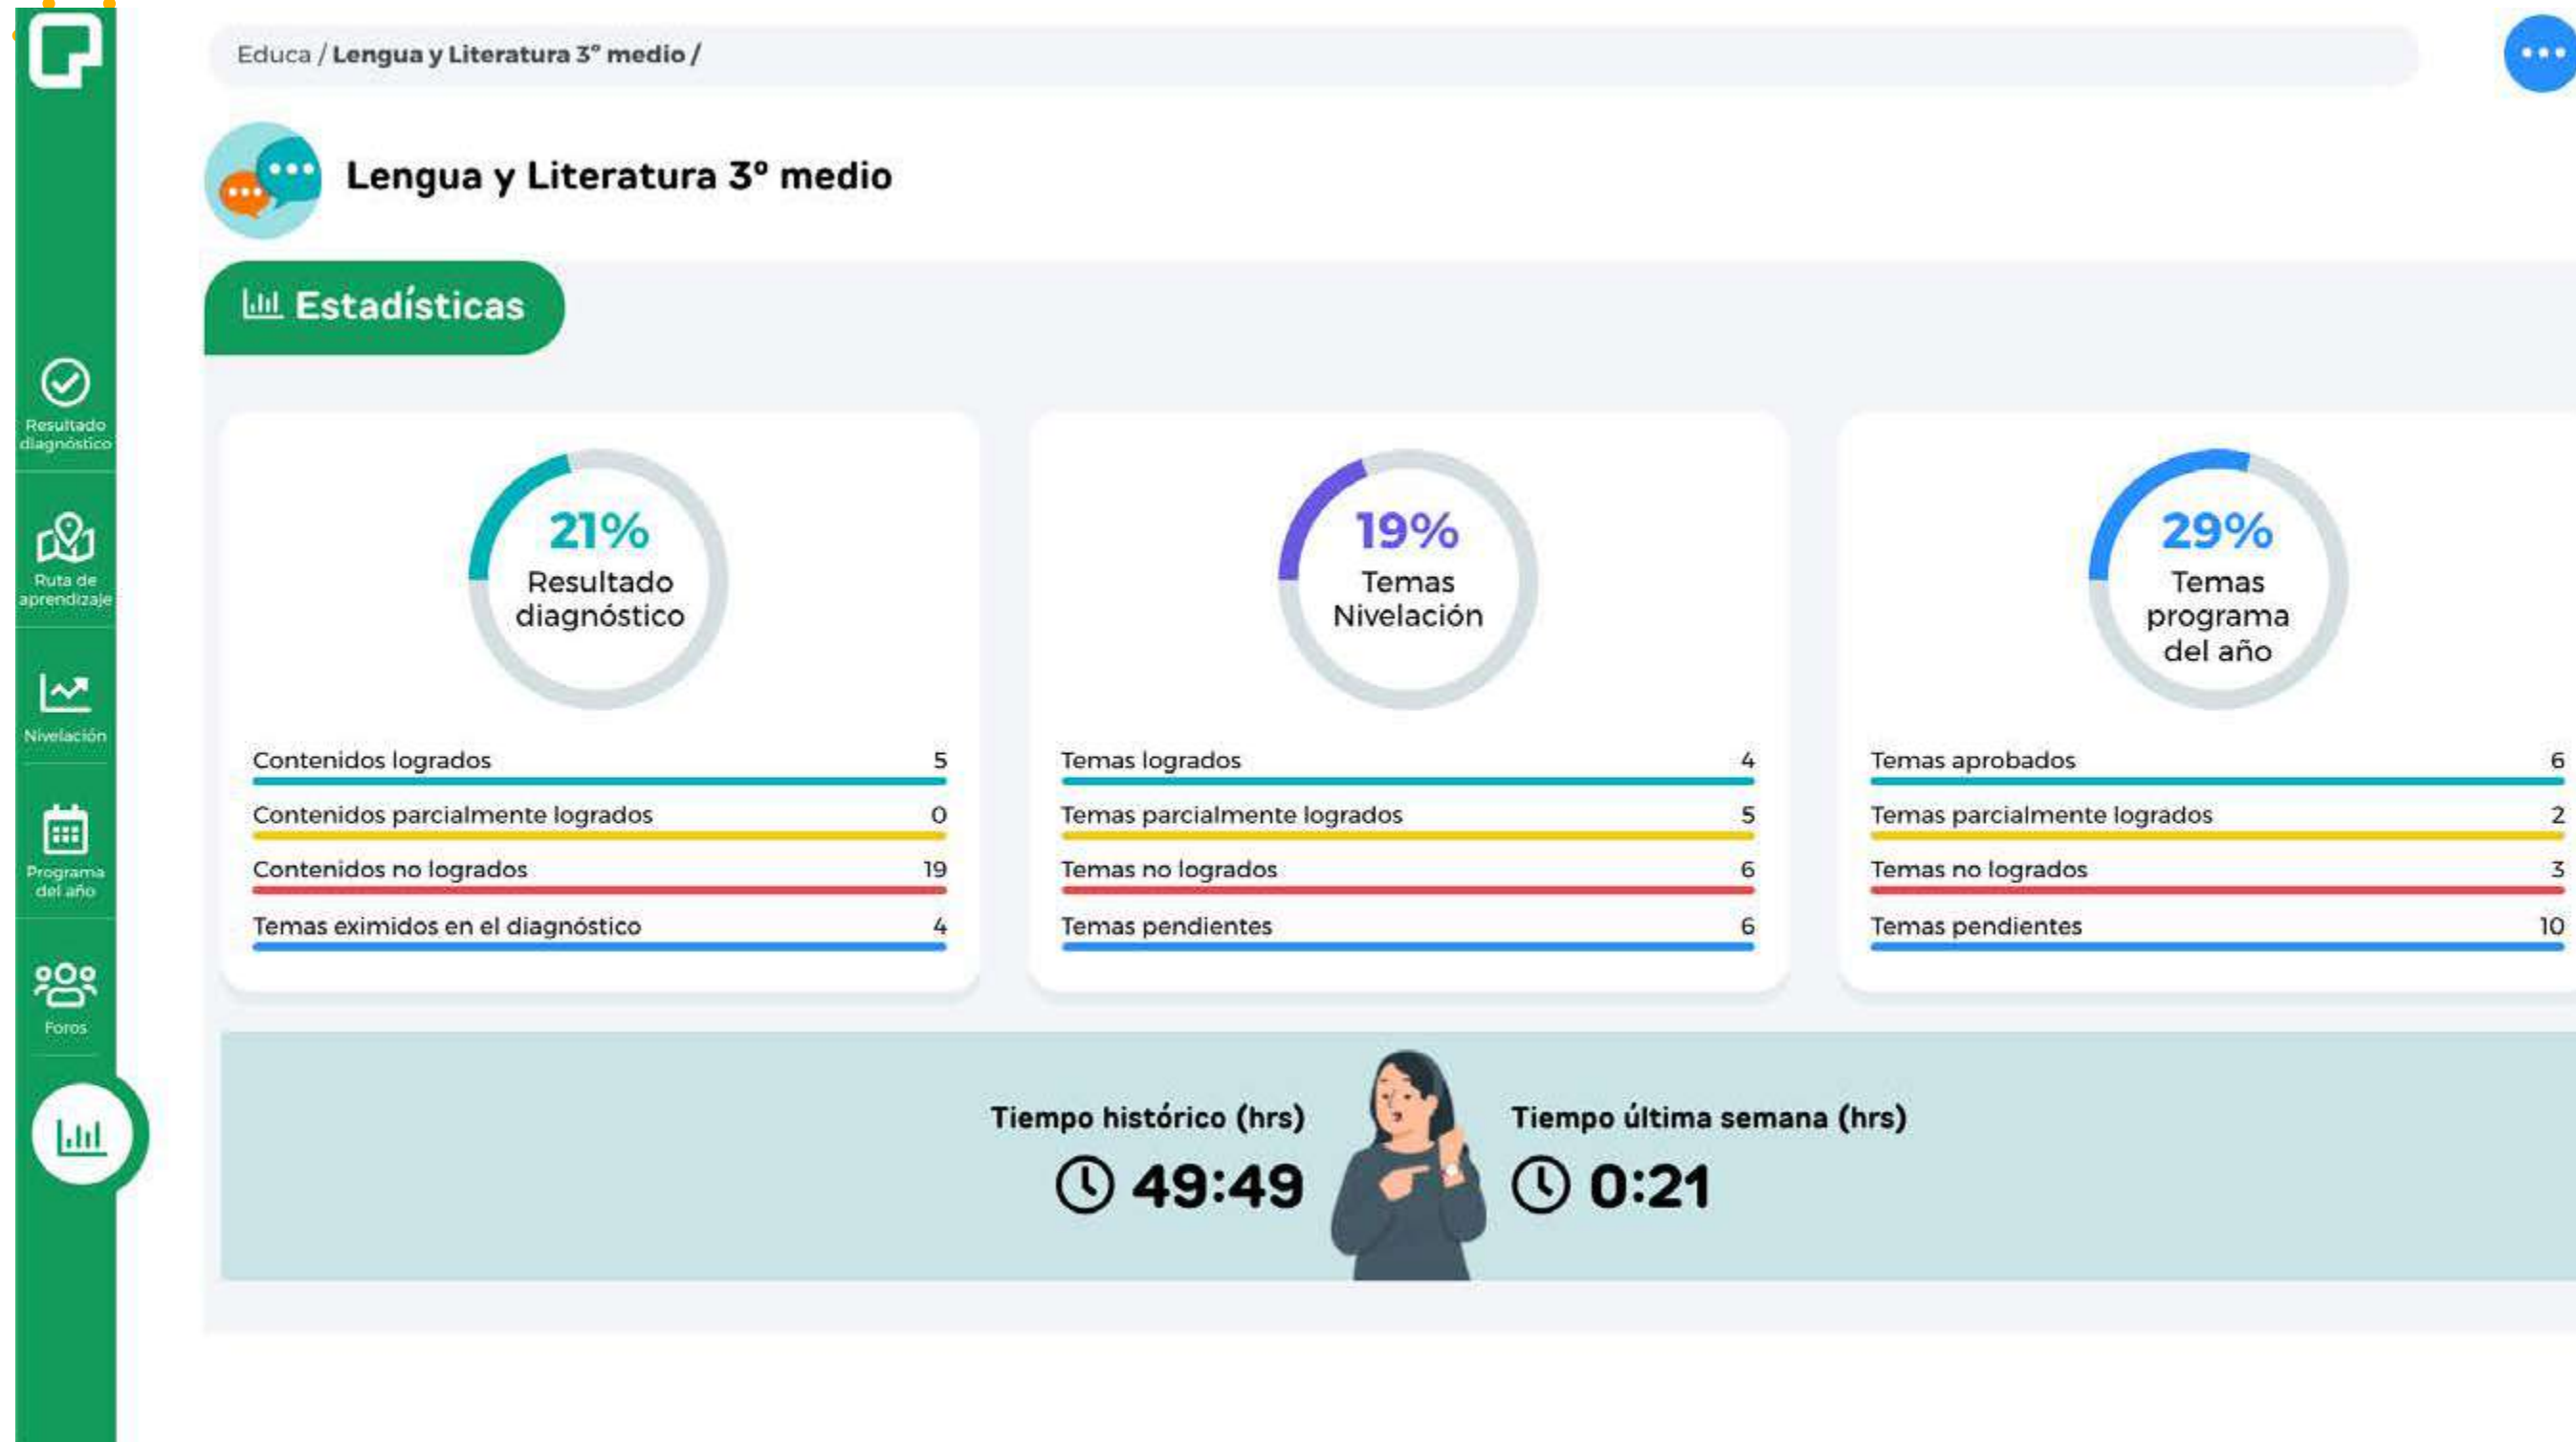 Educa / Lengua y Literatura 3º medio /
Lengua y Literatura 3º medio
Estadísticas
Resultado
diagnóstico
Ruta de
aprendizaje
Nivelación
Programa
del año
Foros
21%
Resultado
diagnóstico
Contenidos logrados 5
Contenidos parcialmente logrados 0
Contenidos no logrados 19
Temas eximidos en el diagnóstico 4
19%
Temas
Nivelación
Temas logrados 4
Temas parcialmente logrados 5
Temas no logrados 6
Temas pendientes 6
29%
Temas
programa
del año
Temas aprobados 6
Temas parcialmente logrados 2
Temas no logrados 3
Temas pendientes 10
Tiempo histórico (hrs)
49:49
Tiempo última semana (hrs)
0:21